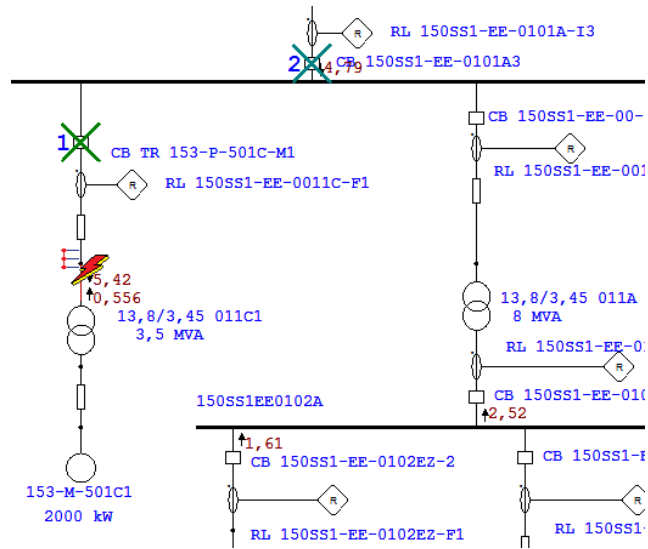 R
RL 150SS1-EE-0101A-I3
2
4,79
CB 150SS1-EE-0101A3
1
CB TR 153-P-501C-M1
CB 150SS1-EE-00-
R
R
RL 150SS1-EE-0011C-F1
RL 150SS1-EE-001
5,42
0,556
13,8/3,45 011C1
3,5 MVA
13,8/3,45 011A
8 MVA
RL 150SS1-EE-01
R
150SS1EE0102A
CB 150SS1-EE-010
2,52
1,61
CB 150SS1-EE-0102EZ-2
CB 150SS1-E
153-M-501C1
2000 kW
R
R
RL 150SS1-EE-0102EZ-F1
RL 150SS1-